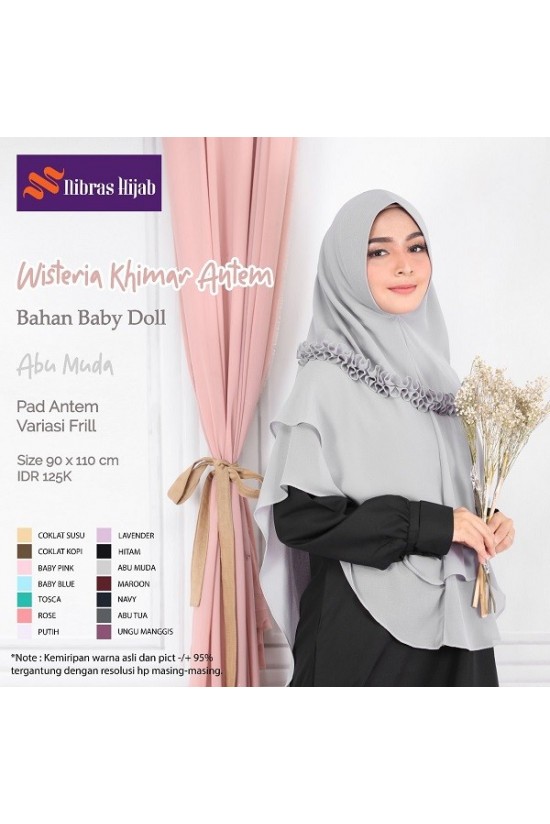 Nibras Hijab
Wisteria Khimar Antem
Bahan Baby Doll
Abu Muda
Pad Antem
Variasi Frill
Size 90 x 110 cm
IDR 125K
COKLAT SUSU
COKLAT KOPI
BABY PINK
BABY BLUE
TOSCA
ROSE
PUTIH
LAVENDER
HITAM
ABU MUDA
MAROON
NAVY
ABU TUA
UNGU MANGGIS
*Note : Kemiripan warna asli dan pict -/+ 95%
tergantung dengan resolusi hp masing-masing.